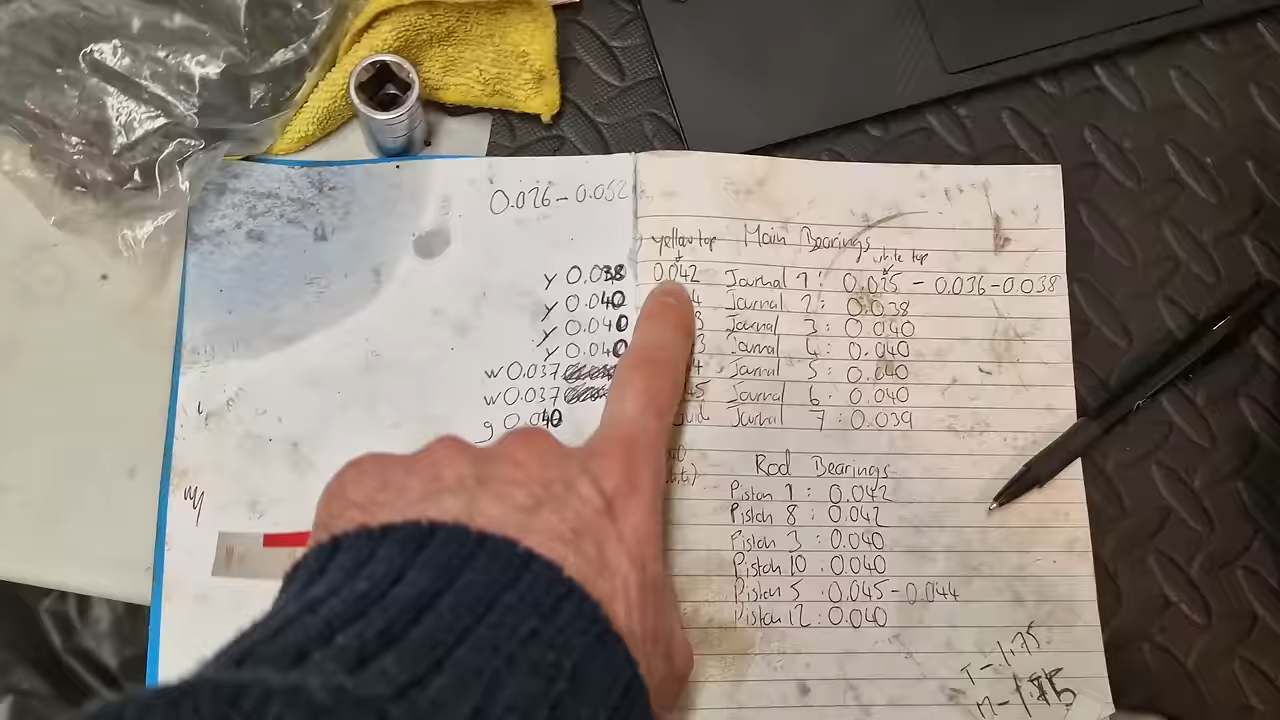 0.026 - 0.052
y 0.038
y 0.040
y 0.040
y 0.040
w 0.037
w 0.037
g 0.040
yellow top Main Bearings
white top
0.042 Journal 1: 0.035 - 0.036 - 0.038
Journal 2: 0.038
Journal 3: 0.040
Journal 4: 0.040
Journal 5: 0.040
Journal 6: 0.040
Journal 7: 0.039
Rod Bearings
Piston 1: 0.042
Piston 8: 0.042
Piston 3: 0.040
Piston 10: 0.040
Piston 5: 0.045 - 0.044
Piston 12: 0.040
T - 1.75